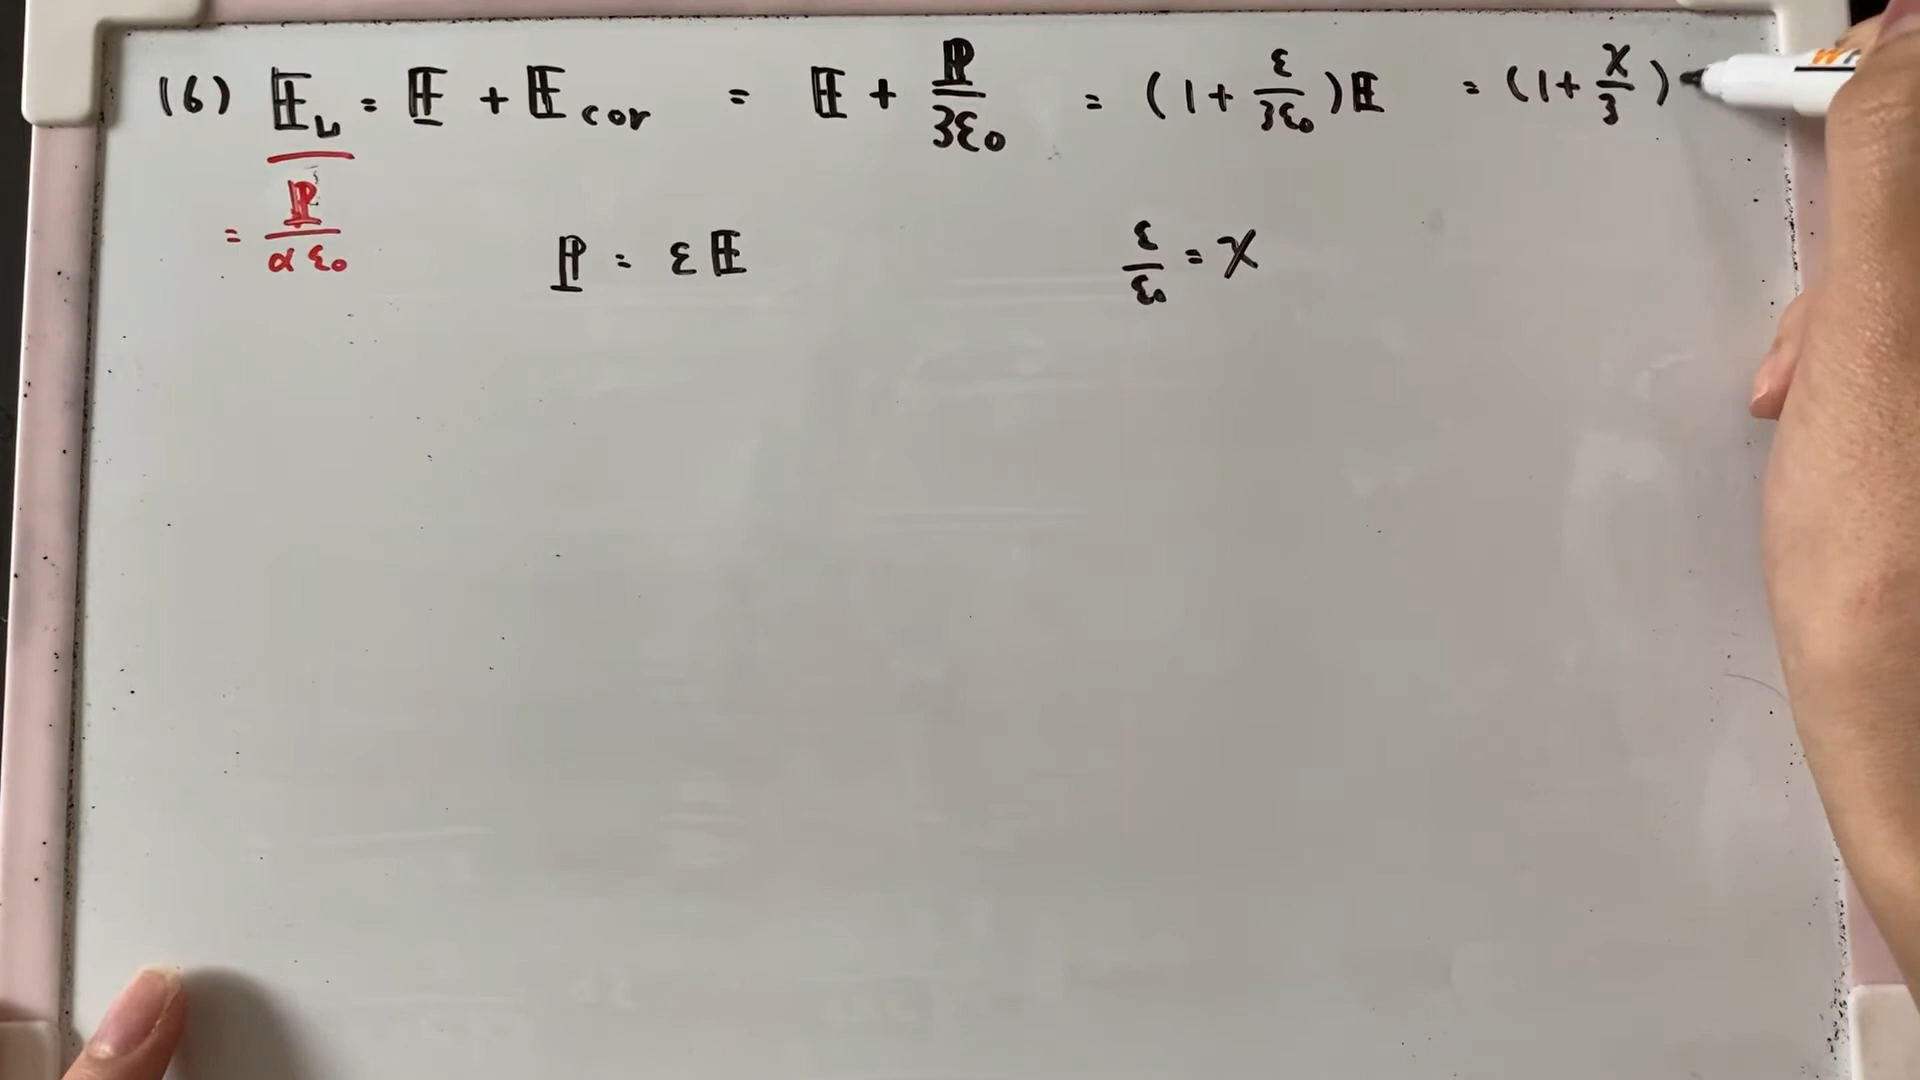 (6) 𝔼_L = 𝔼 + 𝔼_cor = 𝔼 + ℙ/3ε₀ = (1 + ε/3ε₀)𝔼 = (1 + χ/3)
= ℙ/αε₀
ℙ = ε𝔼
ε/ε₀ = χ